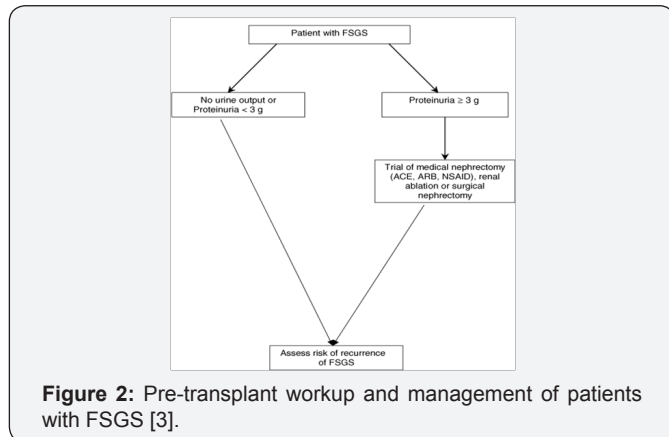 Patient with FSGS
No urine output or
Proteinuria < 3 g
Proteinuria ≥ 3 g
Trial of medical nephrectomy
(ACE, ARB, NSAID), renal
ablation or surgical
nephrectomy
Assess risk of recurrence
of FSGS
Figure 2: Pre-transplant workup and management of patients
with FSGS [3].